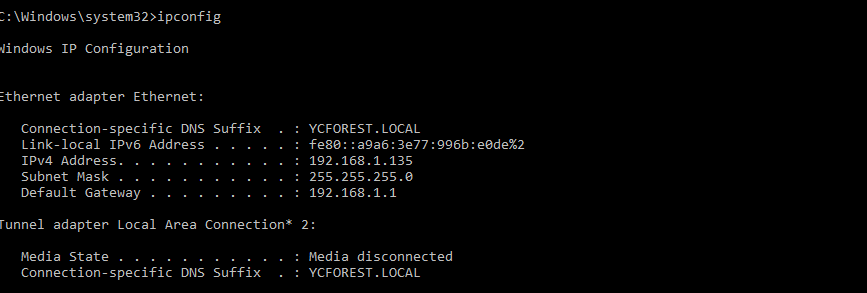 C:\Windows\system32>ipconfig
Windows IP Configuration
Ethernet adapter Ethernet:
Connection-specific DNS Suffix  . : YCFOREST.LOCAL
Link-local IPv6 Address . . . . . : fe80::a9a6:3e77:996b:e0de%2
IPv4 Address. . . . . . . . . . . : 192.168.1.135
Subnet Mask . . . . . . . . . . . : 255.255.255.0
Default Gateway . . . . . . . . . : 192.168.1.1
Tunnel adapter Local Area Connection* 2:
Media State . . . . . . . . . . . : Media disconnected
Connection-specific DNS Suffix  . : YCFOREST.LOCAL